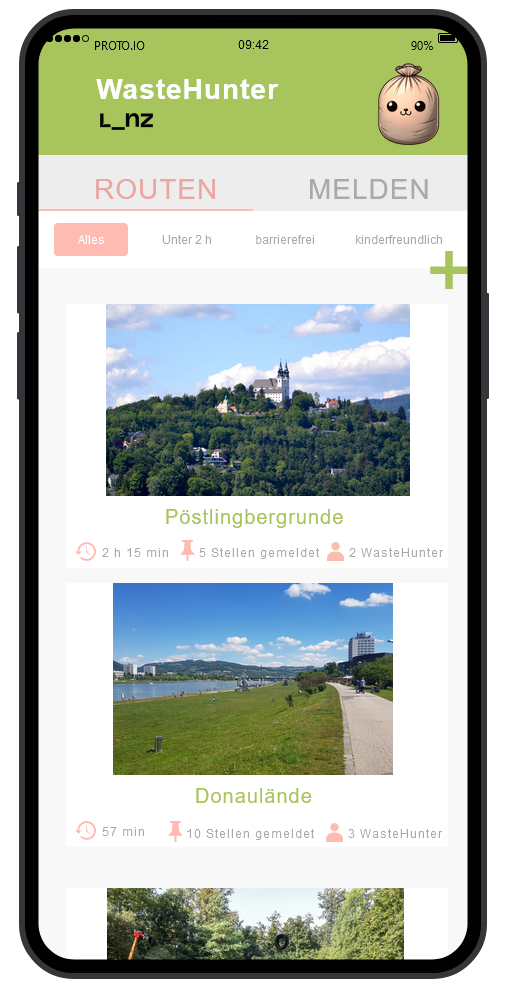 PROTO.IO 09:42 90%
WasteHunter
L_nz
ROUTEN MELDEN
Alles Unter 2 h barrierefrei kinderfreundlich
+
Pöstlingbergrunde
2 h 15 min 5 Stellen gemeldet 2 WasteHunter
Donaulände
57 min 10 Stellen gemeldet 3 WasteHunter